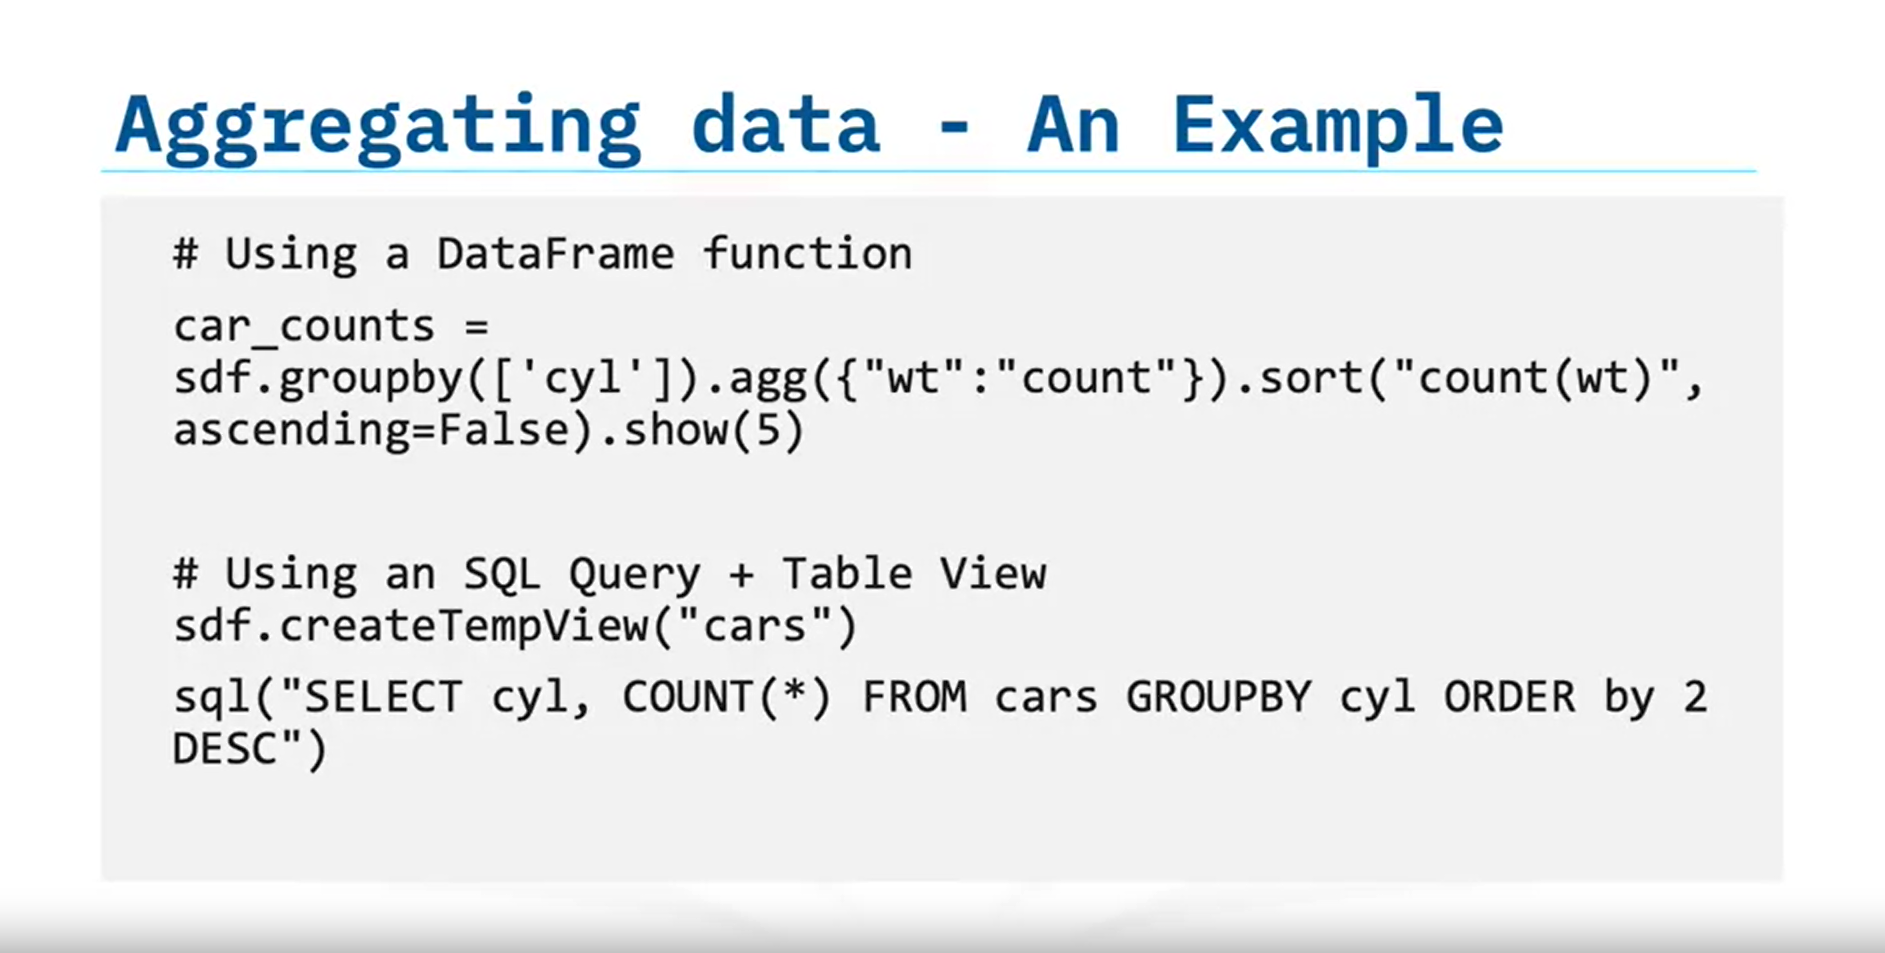 Aggregating data - An Example
# Using a DataFrame function
car_counts =
sdf.groupby(['cyl']).agg({"wt":"count"}).sort("count(wt)",
ascending=False).show(5)
# Using an SQL Query + Table View
sdf.createTempView("cars")
sql("SELECT cyl, COUNT(*) FROM cars GROUPBY cyl ORDER by 2
DESC")